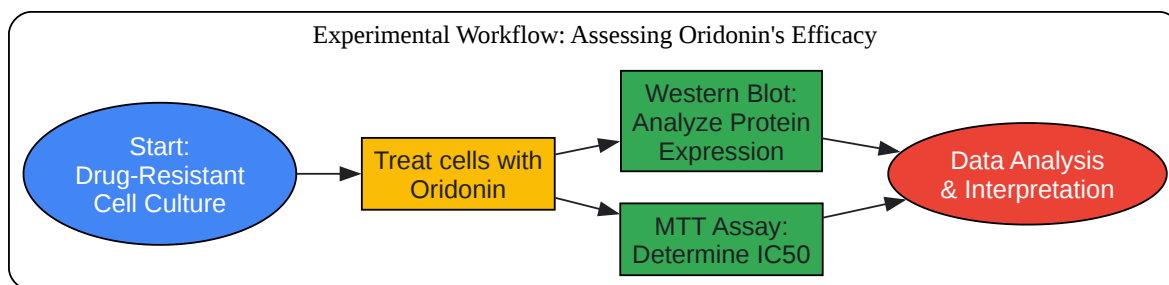 Experimental Workflow: Assessing Oridonin's Efficacy
Start:
Drug-Resistant
Cell Culture
Treat cells with
Oridonin
Western Blot:
Analyze Protein
Expression
MTT Assay:
Determine IC50
Data Analysis
& Interpretation